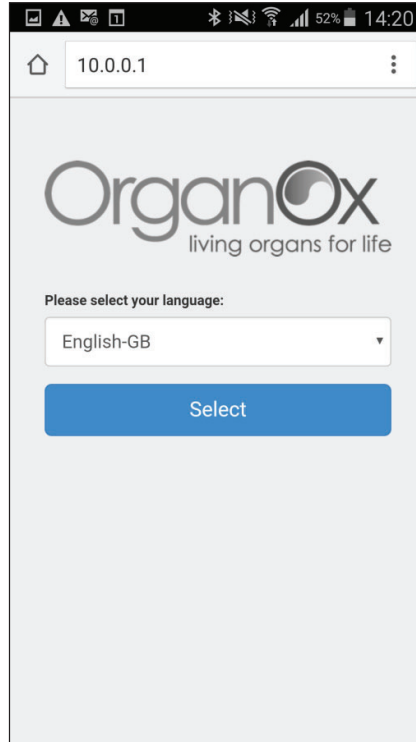 1 52% 14:20
10.0.0.1
OrganOx
living organs for life
Please select your language:
English-GB
Select